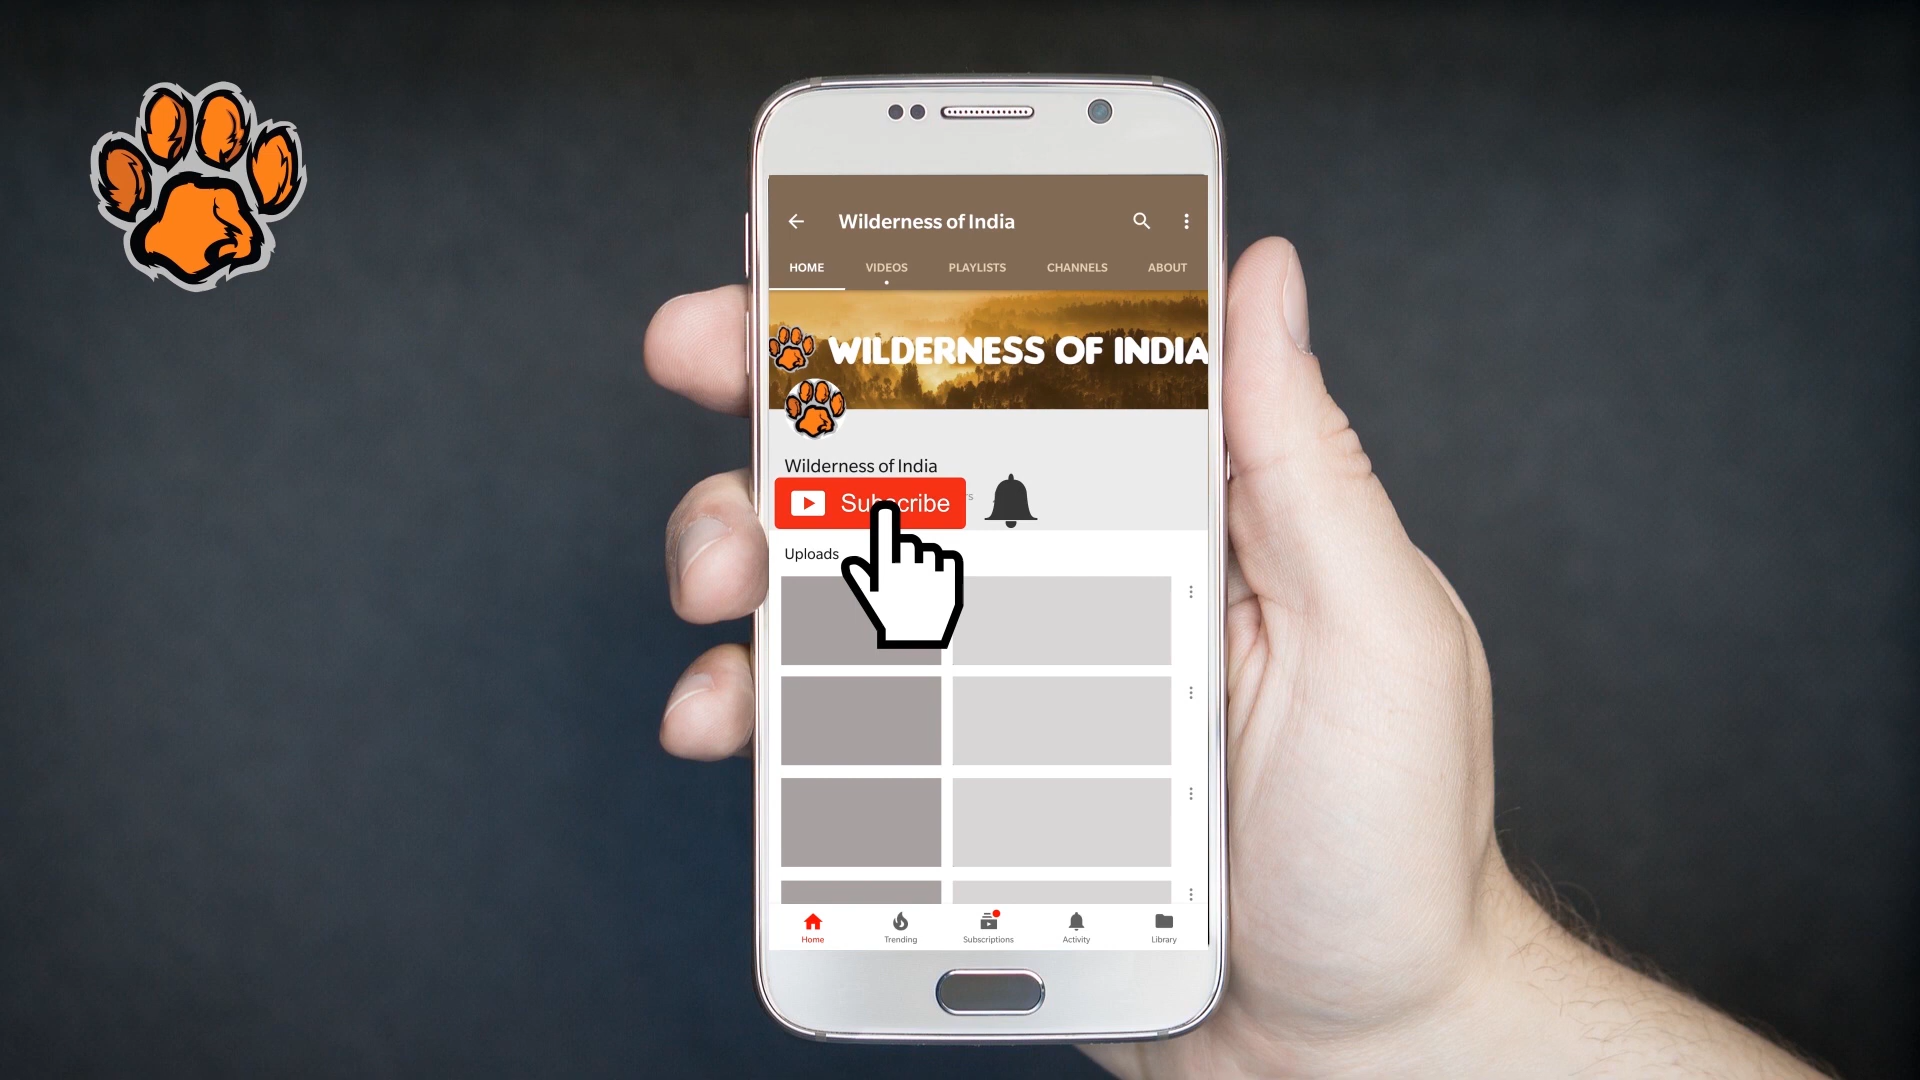 Wilderness of India
HOME VIDEOS PLAYLISTS CHANNELS ABOUT
WILDERNESS OF INDIA
Wilderness of India
Subscribe
Uploads
Home Trending Subscriptions Activity Library